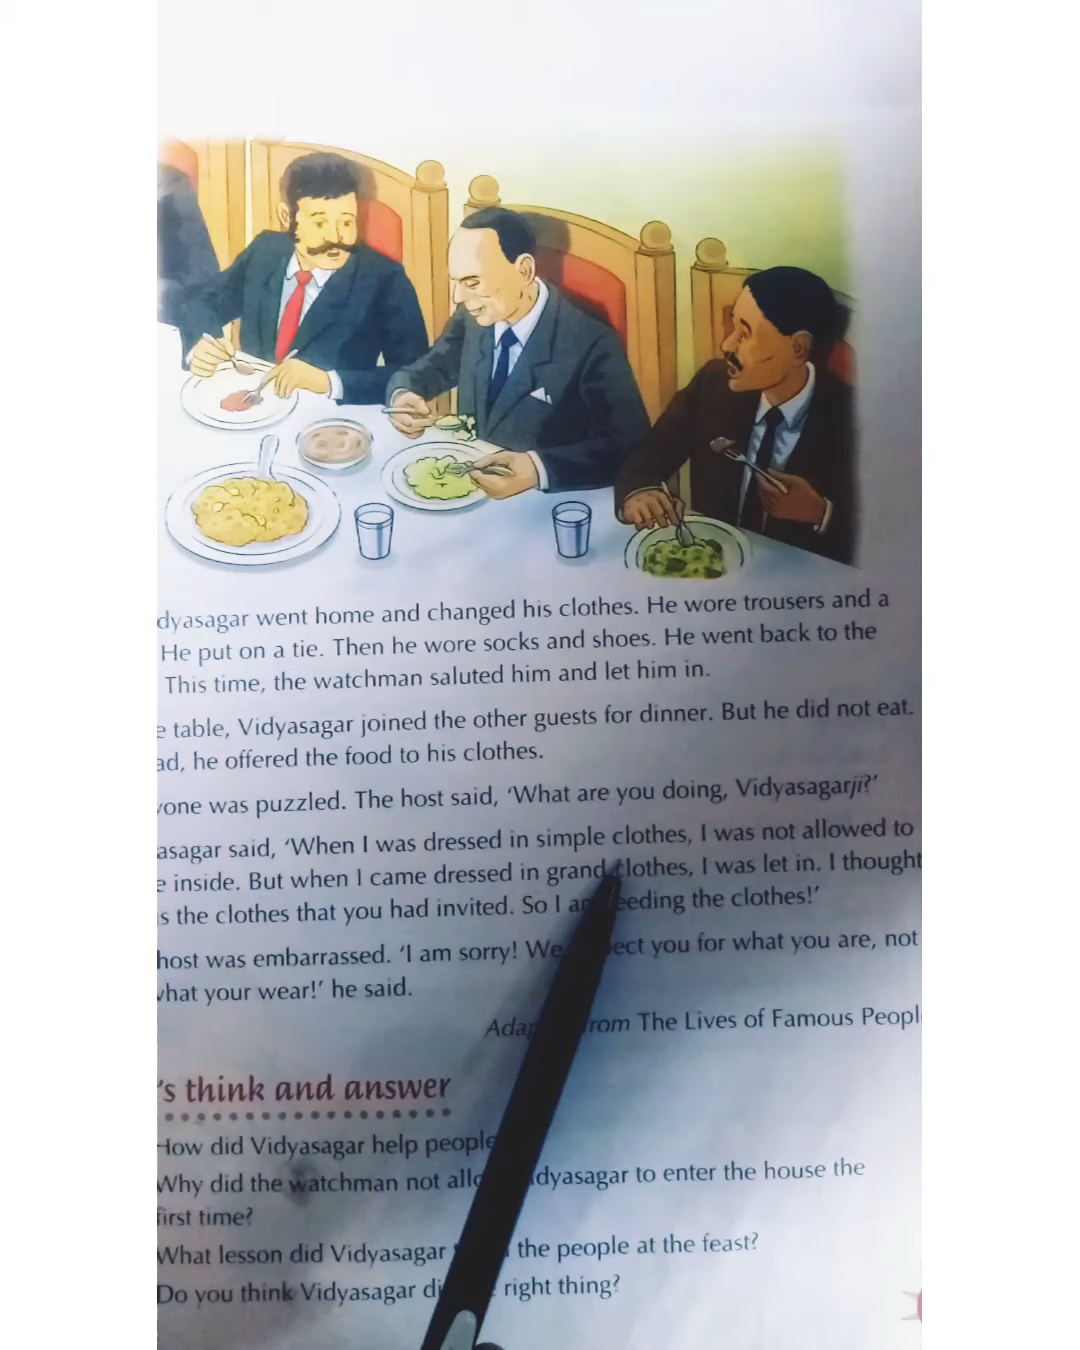 dyasagar went home and changed his clothes. He wore trousers and a
He put on a tie. Then he wore socks and shoes. He went back to the
This time, the watchman saluted him and let him in.
e table, Vidyasagar joined the other guests for dinner. But he did not eat.
ad, he offered the food to his clothes.
yone was puzzled. The host said, ‘What are you doing, Vidyasagarji?’
asagar said, ‘When I was dressed in simple clothes, I was not allowed to
e inside. But when I came dressed in grand clothes, I was let in. I thought
s the clothes that you had invited. So I am feeding the clothes!’
host was embarrassed. ‘I am sorry! We ect you for what you are, not
what your wear!’ he said.
Adap from The Lives of Famous Peopl
’s think and answer
How did Vidyasagar help people
Why did the watchman not allo dyasagar to enter the house the
first time?
What lesson did Vidyasagar the people at the feast?
Do you think Vidyasagar di right thing?